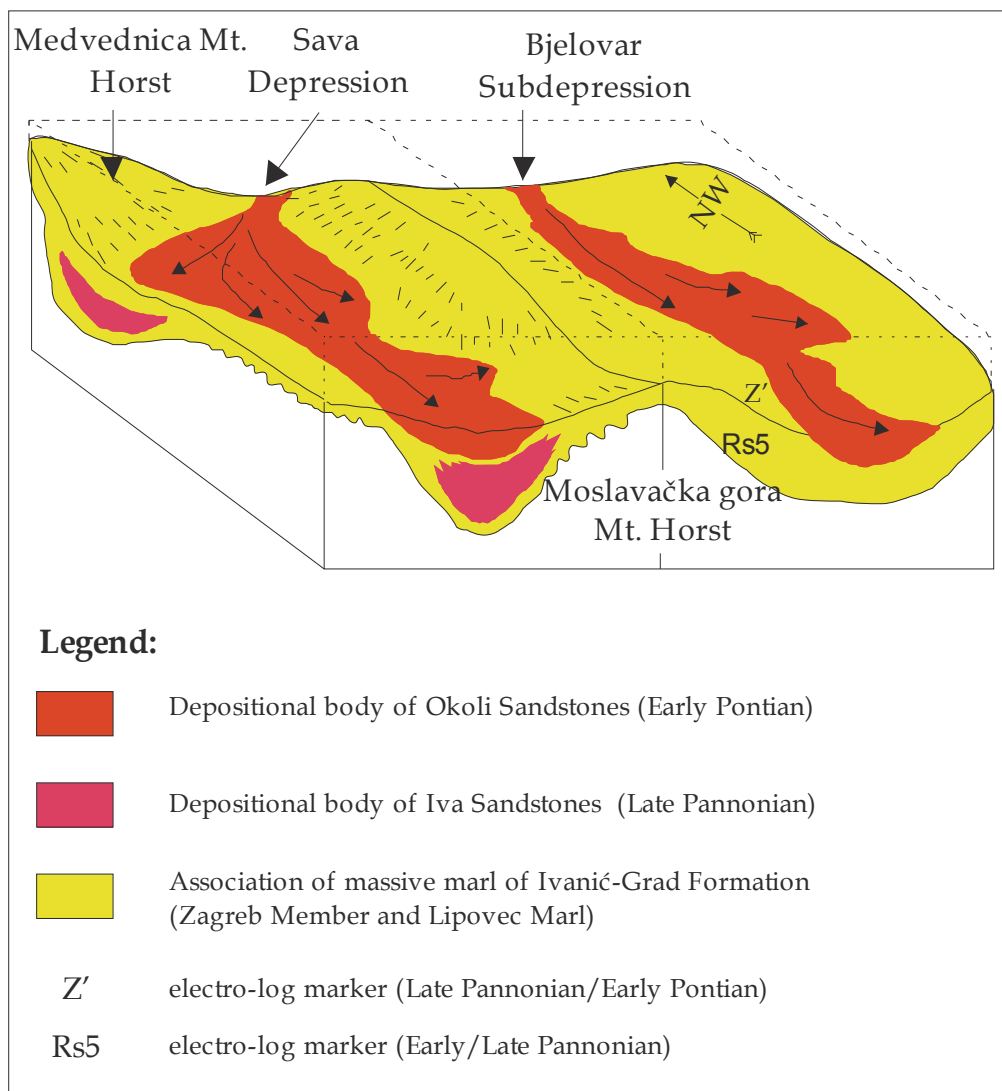 Medvednica Mt.
Horst
Sava
Depression
Bjelovar
Subdepression
NW
Z'
Rs5
Moslavačka gora
Mt. Horst
Legend:
Depositional body of Okoli Sandstones (Early Pontian)
Depositional body of Iva Sandstones (Late Pannonian)
Association of massive marl of Ivanić-Grad Formation
(Zagreb Member and Lipovec Marl)
Z' electro-log marker (Late Pannonian/Early Pontian)
Rs5 electro-log marker (Early/Late Pannonian)